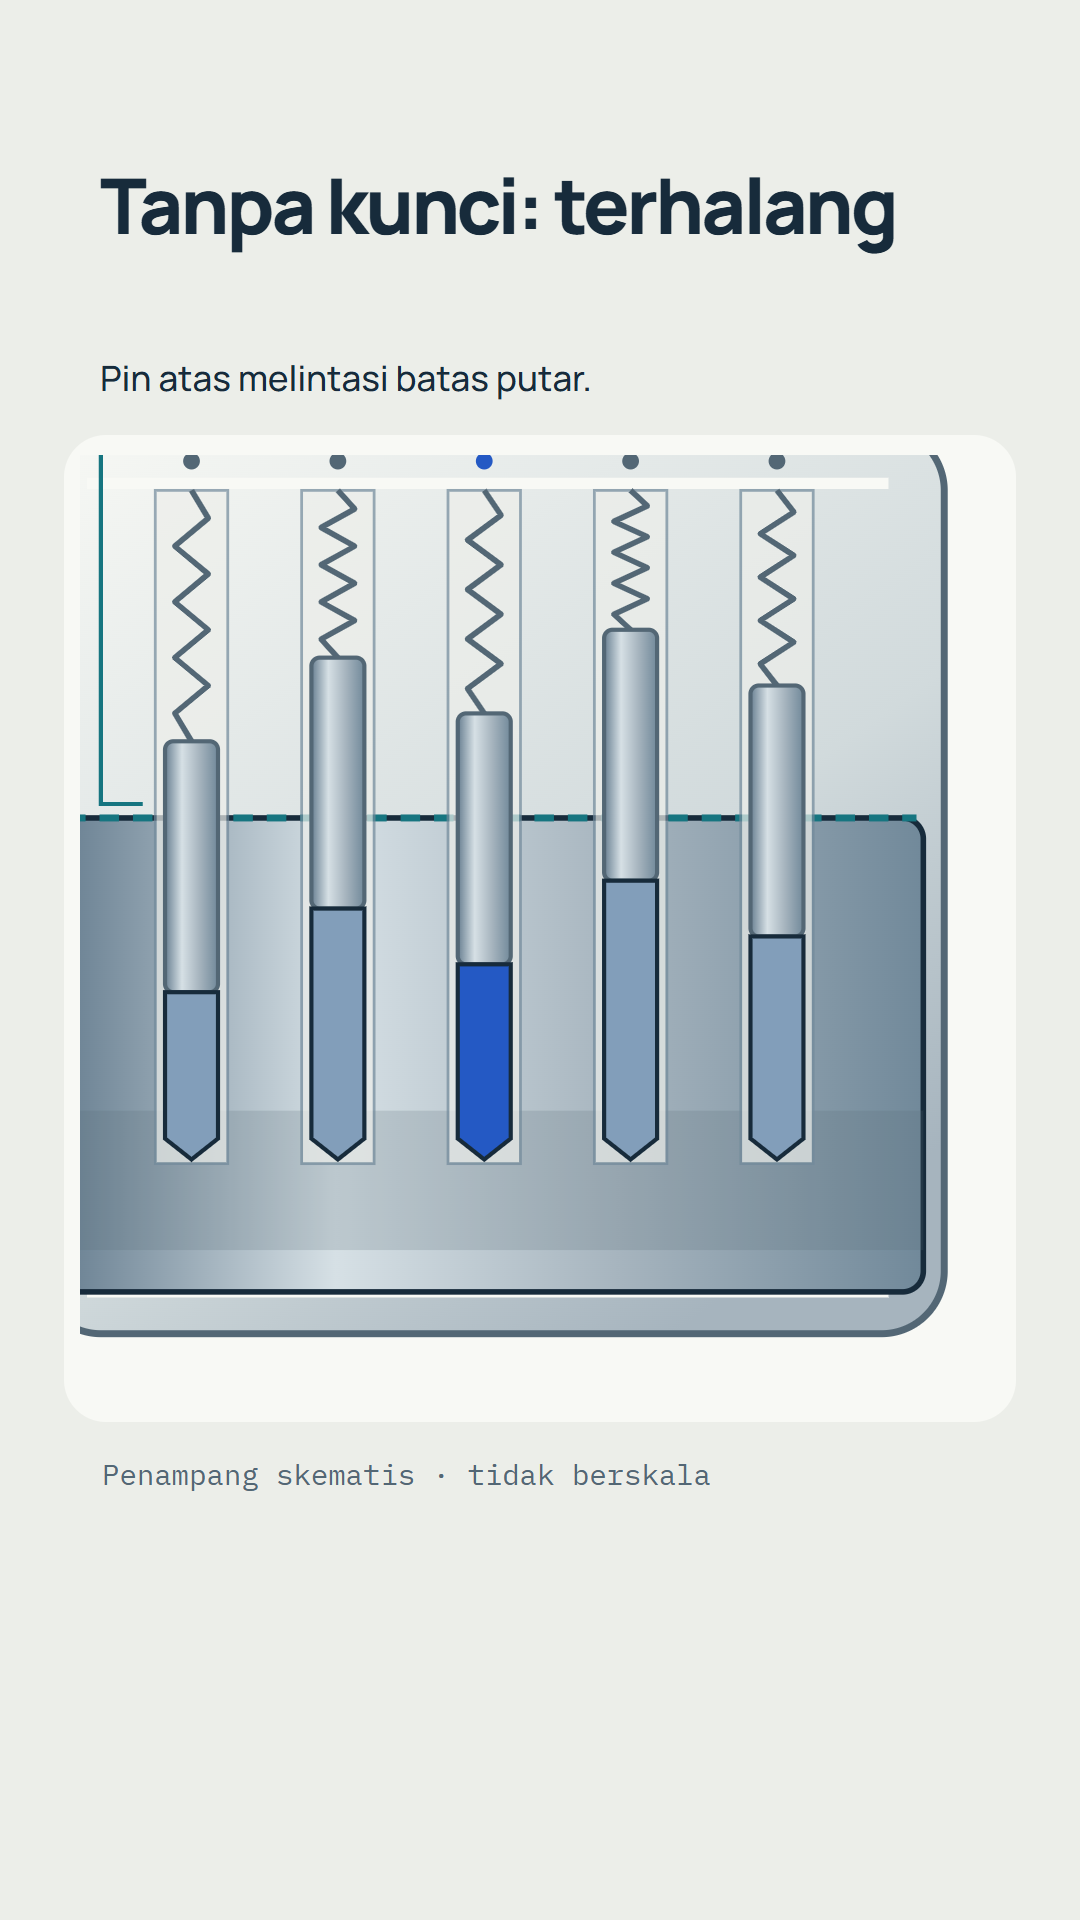 Tanpa kunci: terhalang
Pin atas melintasi batas putar.
Penampang skematis · tidak berskala